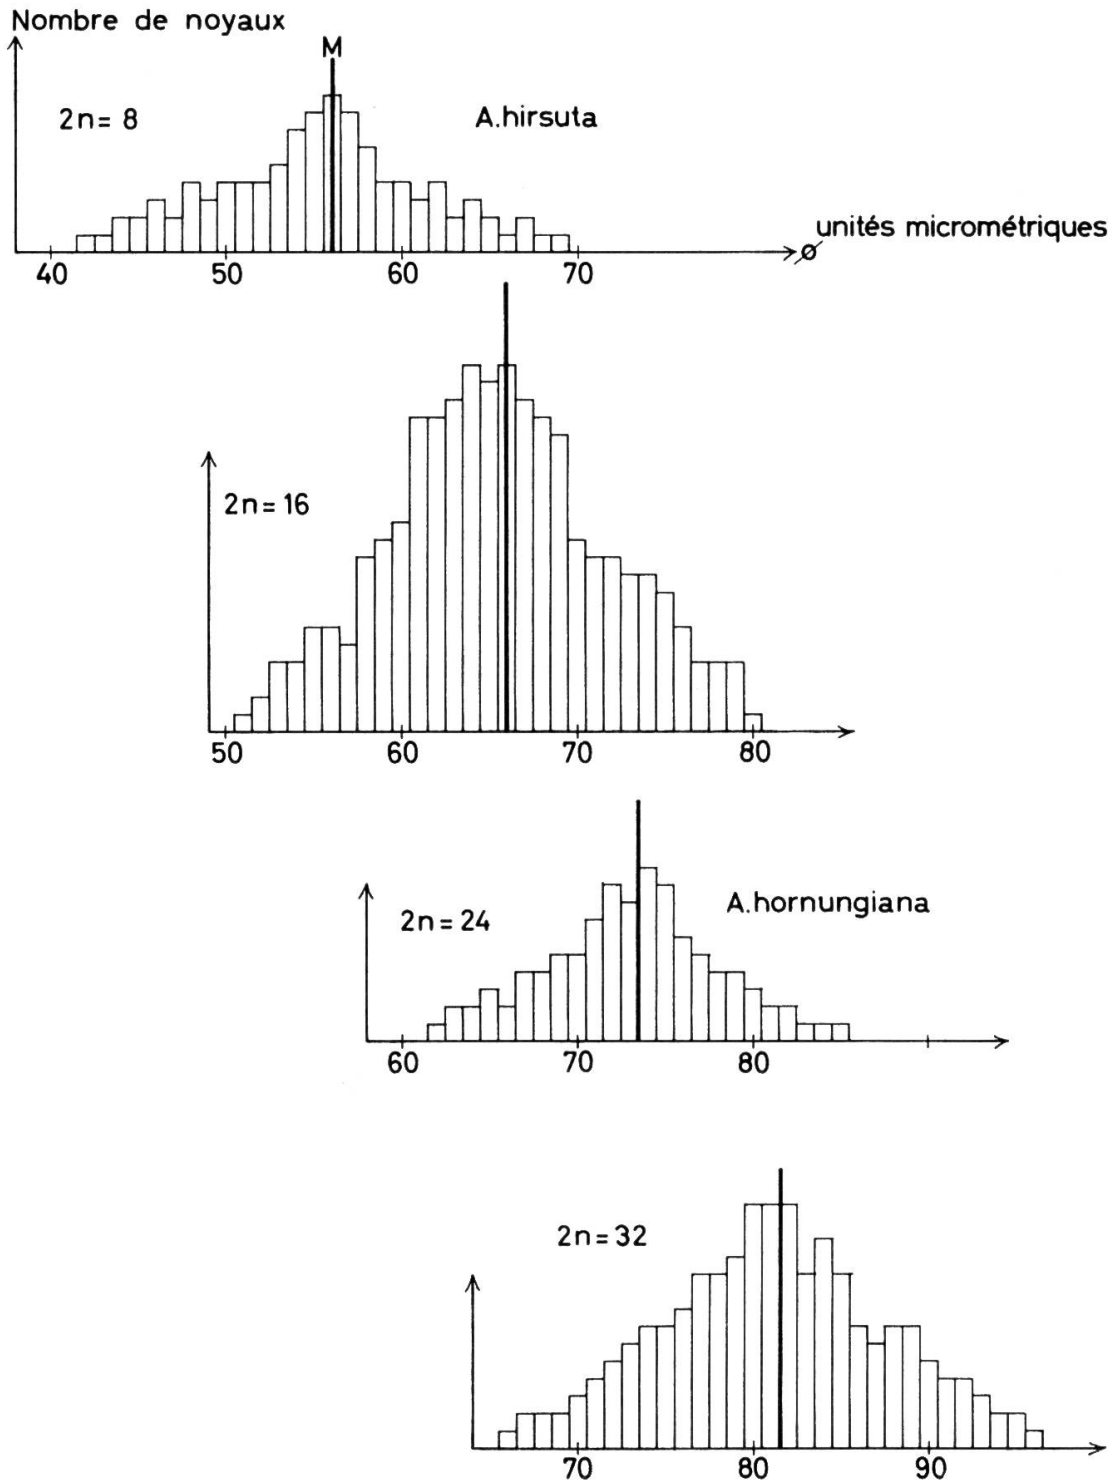 Nombre de noyaux
M
2n= 8
A.hirsuta
unités micrométriques
ø
40 50 60 70
2n=16
50 60 70 80
2n=24
A.hornungiana
60 70 80
2n=32
70 80 90